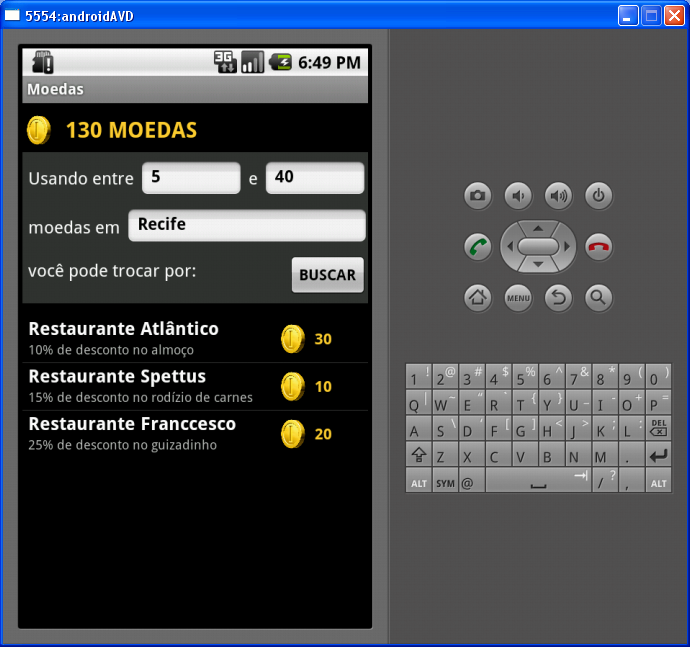 5554:androidAVD
3G 6:49 PM
Moedas
130 MOEDAS
Usando entre 5 e 40
moedas em Recife
você pode trocar por: BUSCAR
Restaurante Atlântico
10% de desconto no almoço
30
Restaurante Spettus
15% de desconto no rodízio de carnes
10
Restaurante Franccesco
25% de desconto no guizadinho
20
MENU
1 ! 2 @ 3 # 4 $ 5 % 6 ^ 7 & 8 * 9 ( 0 )
Q | W ~ E " R ` T { Y } U _ I - O + P =
A S \ D ' F [ G ] H < J > K ; L : DEL
Z X C V B N M .
ALT SYM @ / ? , ALT